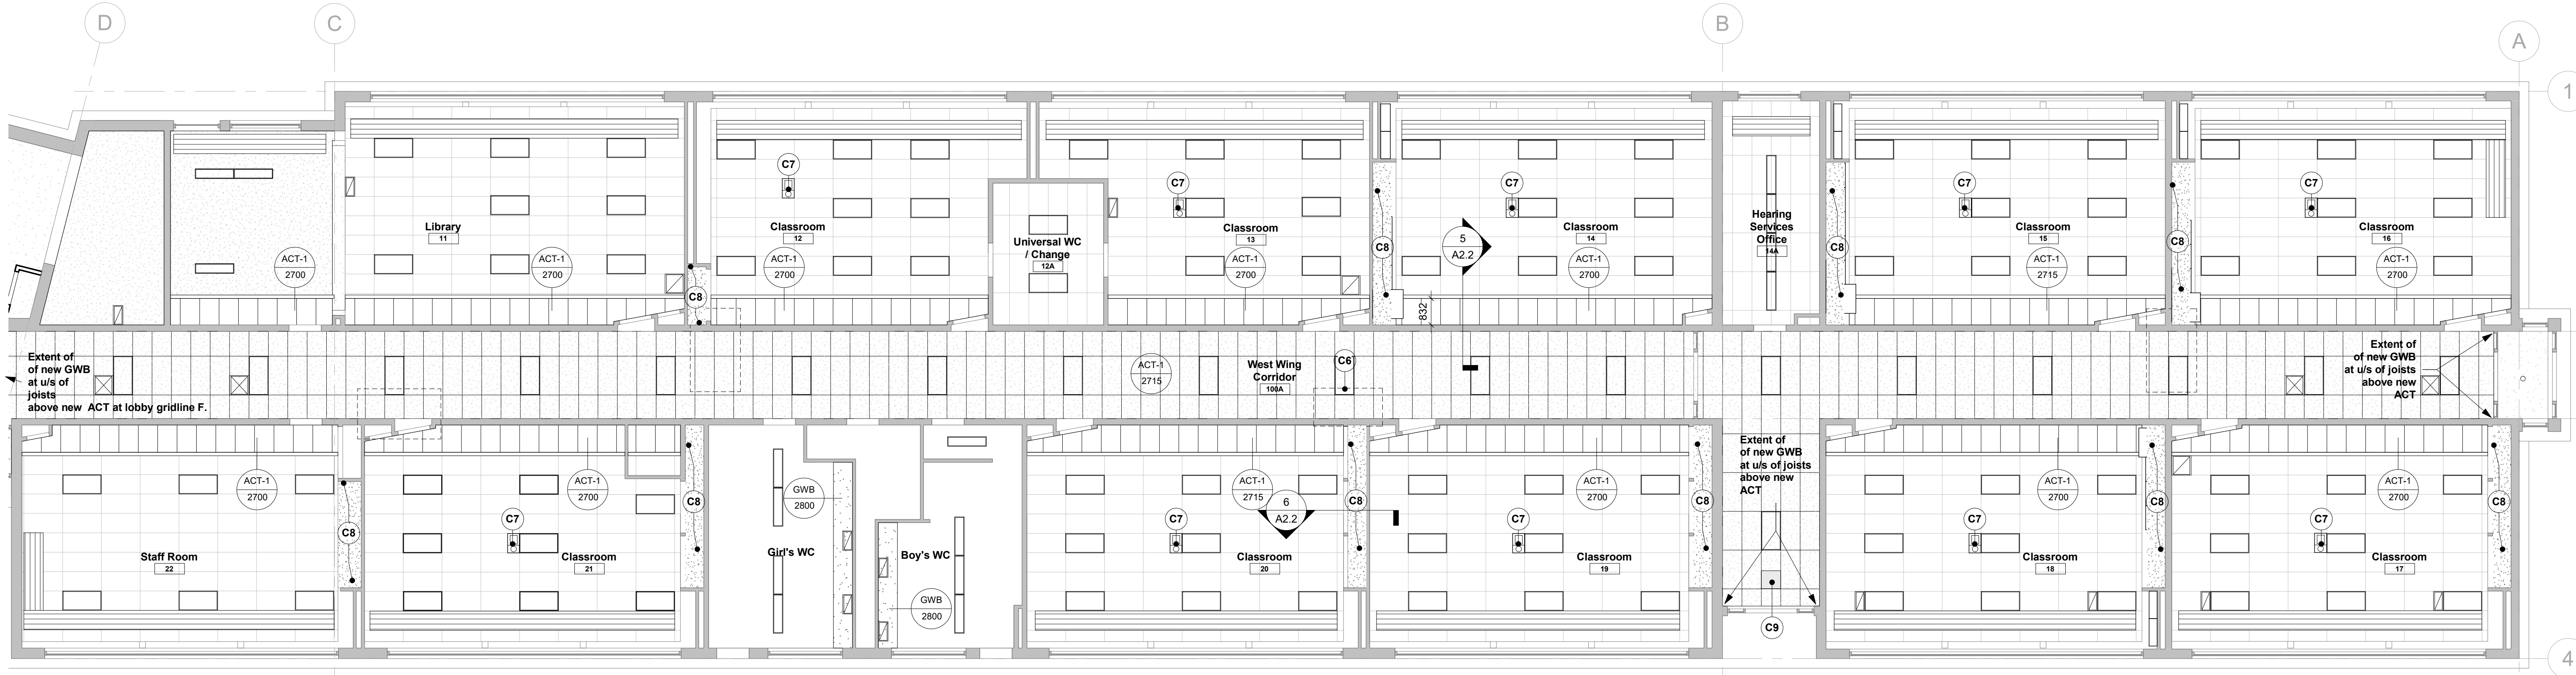 D
C
B
A
1
C7
C7
C7
C7
C7
Library
11
Classroom
12
Universal WC
/ Change
12A
Classroom
13
Classroom
14
Hearing
Services
Office
14A
Classroom
15
Classroom
16
C8
C8
C8
C8
5
A2.2
ACT-1
2700
ACT-1
2700
ACT-1
2700
ACT-1
2700
ACT-1
2700
ACT-1
2715
ACT-1
2700
832
Extent of
of new GWB
at u/s of
joists
above new ACT at lobby gridline F.
ACT-1
2715
West Wing
Corridor
100A
C6
Extent of
of new GWB
at u/s of joists
above new
ACT
Extent of
of new GWB
at u/s of joists
above new
ACT
ACT-1
2700
ACT-1
2700
GWB
2800
ACT-1
2715
ACT-1
2700
ACT-1
2700
ACT-1
2700
6
A2.2
C8
C8
C8
C8
C8
C8
C7
C7
C7
C7
C7
Staff Room
22
Classroom
21
Girl's WC
Boy's WC
Classroom
20
Classroom
19
Classroom
18
Classroom
17
GWB
2800
C9
4